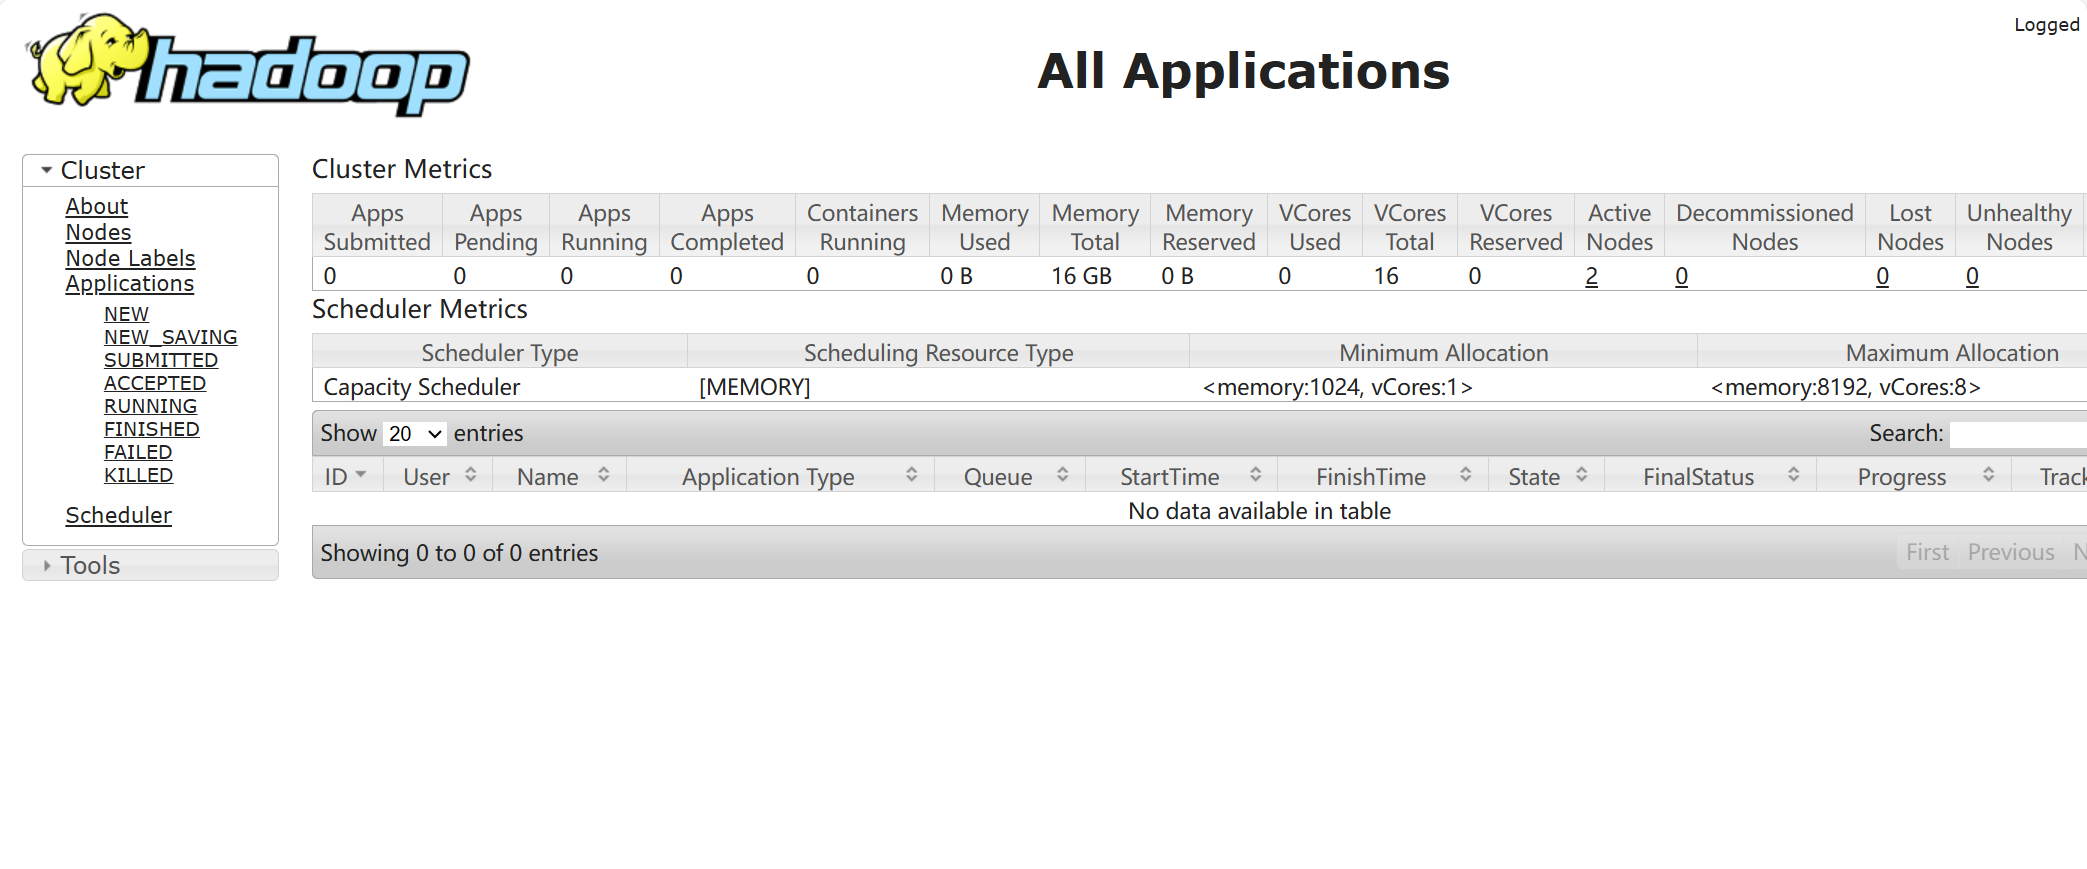 hadoop
Logged
All Applications
Cluster
About
Nodes
Node Labels
Applications
NEW
NEW_SAVING
SUBMITTED
ACCEPTED
RUNNING
FINISHED
FAILED
KILLED
Scheduler
Tools
Cluster Metrics
Apps Submitted Apps Pending Apps Running Apps Completed Containers Running Memory Used Memory Total Memory Reserved VCores Used VCores Total VCores Reserved Active Nodes Decommissioned Nodes Lost Nodes Unhealthy Nodes
0 0 0 0 0 0 B 16 GB 0 B 0 16 0 2 0 0 0
Scheduler Metrics
Scheduler Type Scheduling Resource Type Minimum Allocation Maximum Allocation
Capacity Scheduler [MEMORY] <memory:1024, vCores:1> <memory:8192, vCores:8>
Show 20 entries Search:
ID User Name Application Type Queue StartTime FinishTime State FinalStatus Progress Track
No data available in table
Showing 0 to 0 of 0 entries First Previous N